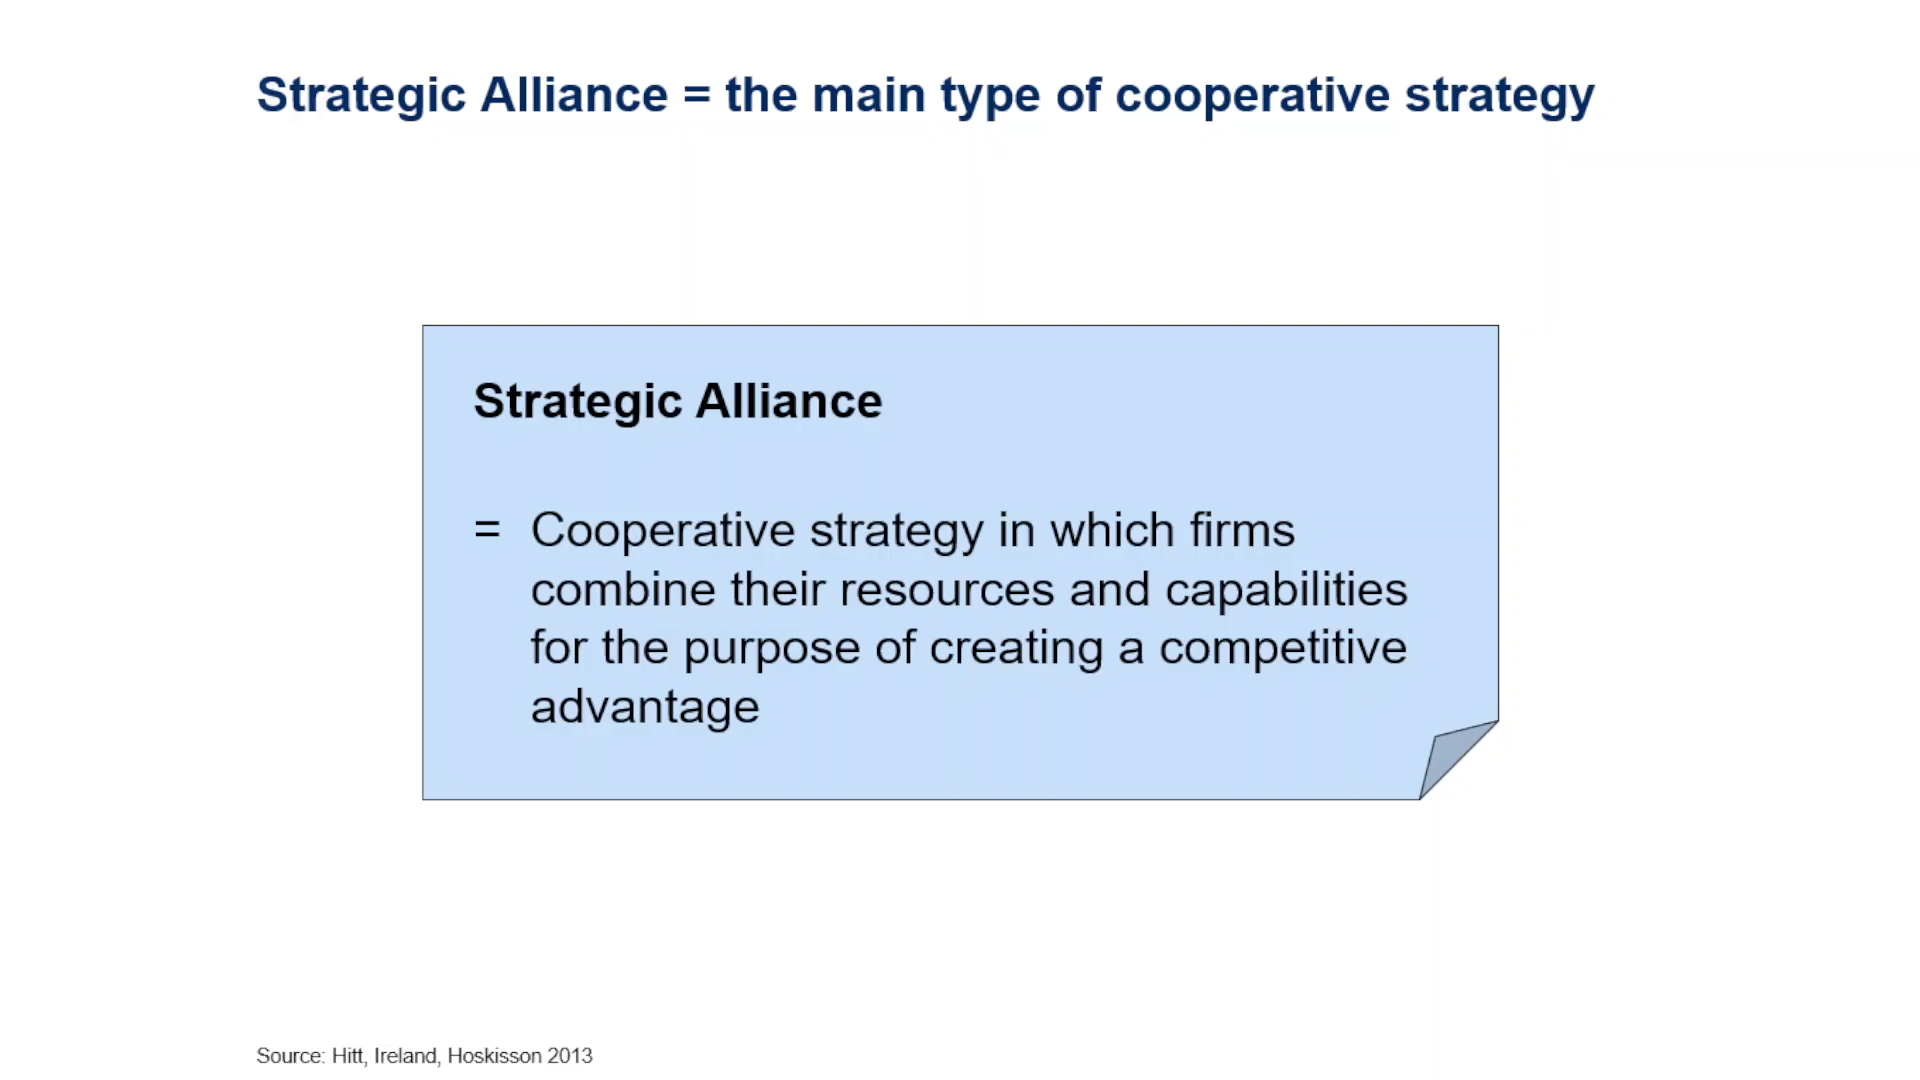 Strategic Alliance = the main type of cooperative strategy
Strategic Alliance
= Cooperative strategy in which firms
combine their resources and capabilities
for the purpose of creating a competitive
advantage
Source: Hitt, Ireland, Hoskisson 2013